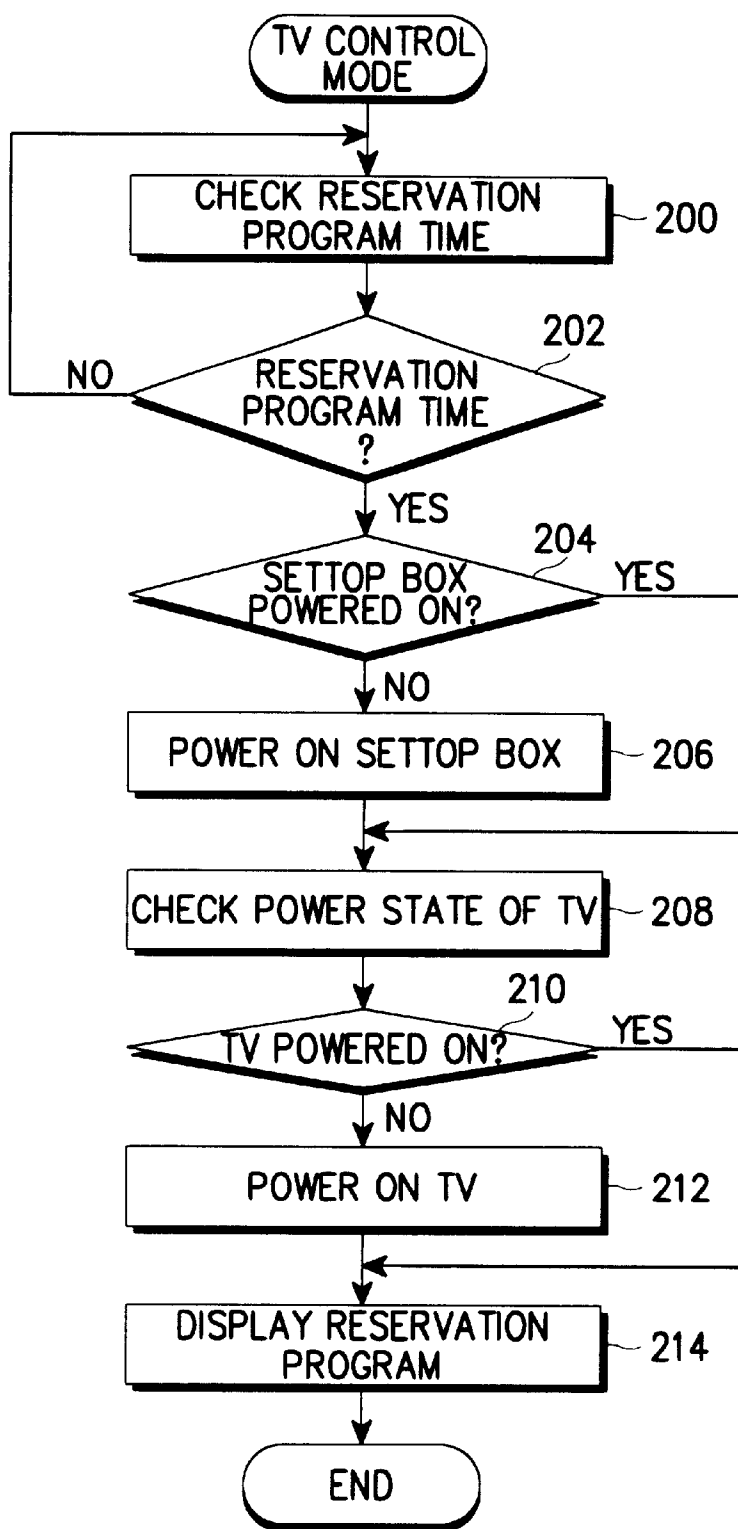 TV CONTROL
MODE
CHECK RESERVATION
PROGRAM TIME
200
202
NO
RESERVATION
PROGRAM TIME
?
YES
204
SETTOP BOX
POWERED ON?
YES
NO
POWER ON SETTOP BOX
206
CHECK POWER STATE OF TV
208
210
TV POWERED ON?
YES
NO
POWER ON TV
212
DISPLAY RESERVATION
PROGRAM
214
END